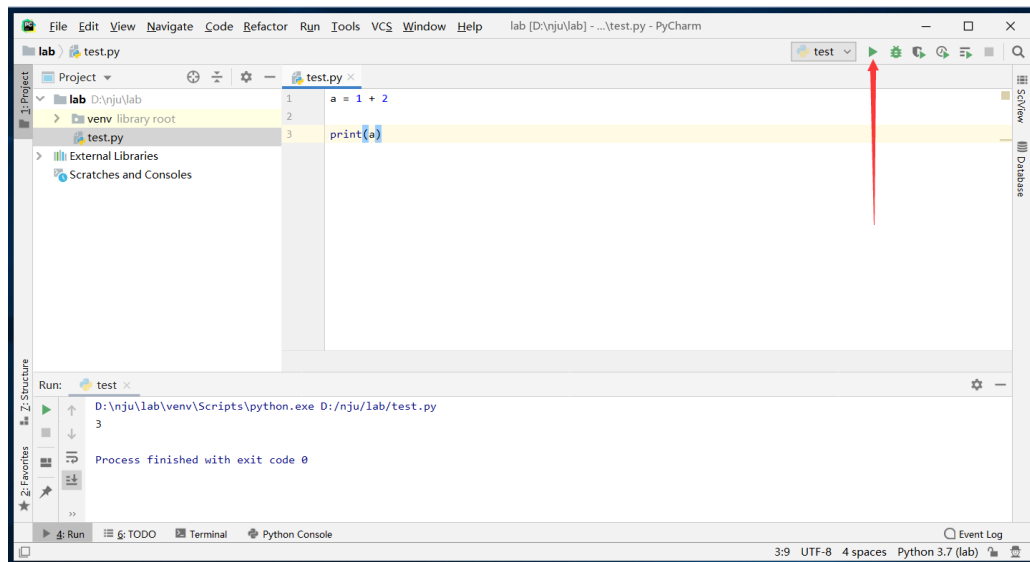 File Edit View Navigate Code Refactor Run Tools VCS Window Help lab [D:\nju\lab] - ...\test.py - PyCharm
lab test.py
test
1: Project
Project
test.py
lab D:\nju\lab
venv library root
test.py
External Libraries
Scratches and Consoles
1 a = 1 + 2
2
3 print(a)
SciView
Database
Z: Structure
2: Favorites
Run: test
D:\nju\lab\venv\Scripts\python.exe D:/nju/lab/test.py
3
Process finished with exit code 0
4: Run 6: TODO Terminal Python Console Event Log
3:9 UTF-8 4 spaces Python 3.7 (lab)